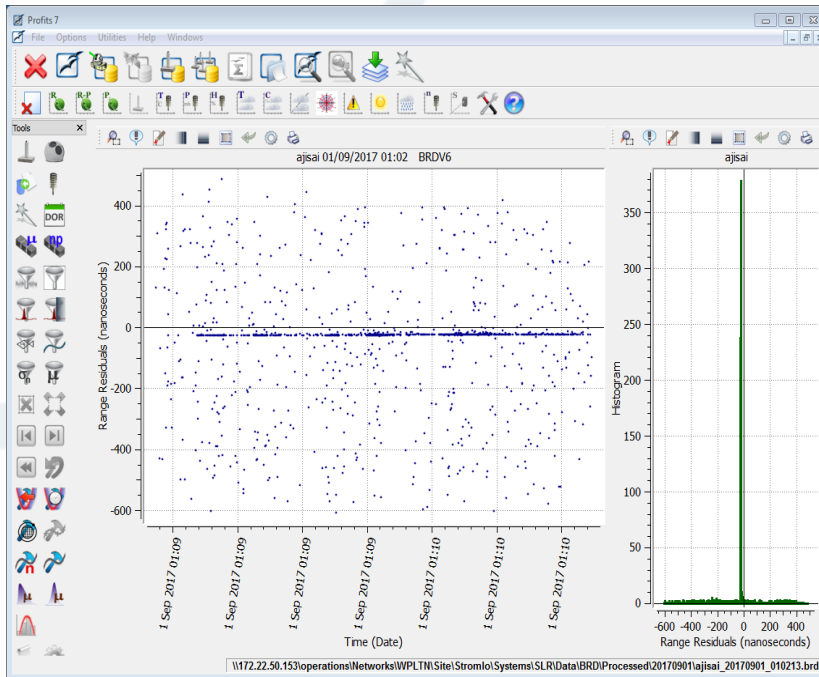 Profits 7
File Options Utilities Help Windows
R R-P P T P H T C n S
Tools
DOR
μ np
σn μ
n
μ μ
ajisai 01/09/2017 01:02 BRDV6
Range Residuals (nanoseconds)
400
200
0
-200
-400
-600
1 Sep 2017 01:09 1 Sep 2017 01:09 1 Sep 2017 01:09 1 Sep 2017 01:09 1 Sep 2017 01:10 1 Sep 2017 01:10 1 Sep 2017 01:10
Time (Date)
ajisai
Histogram
350
300
250
200
150
100
50
0
-600 -400 -200 0 200 400
Range Residuals (nanoseconds)
\\172.22.50.153\operations\Networks\WPLTN\Site\Stromlo\Systems\SLR\Data\BRD\Processed\20170901\ajisai_20170901_010213.brd